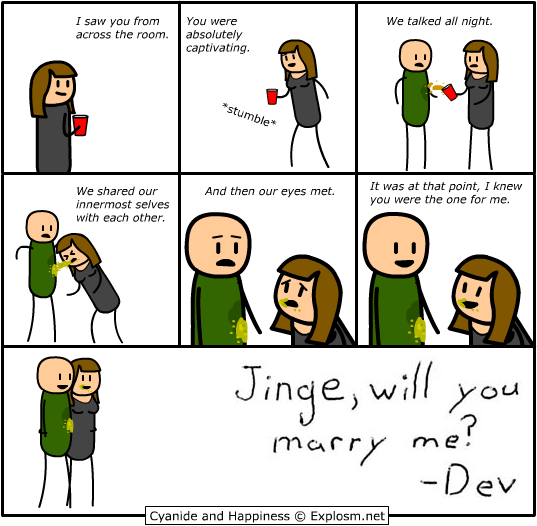 I saw you from
across the room.
You were
absolutely
captivating.
*stumble*
We talked all night.
We shared our
innermost selves
with each other.
And then our eyes met.
It was at that point, I knew
you were the one for me.
Jinge, will you
marry me?
-Dev
Cyanide and Happiness © Explosm.net